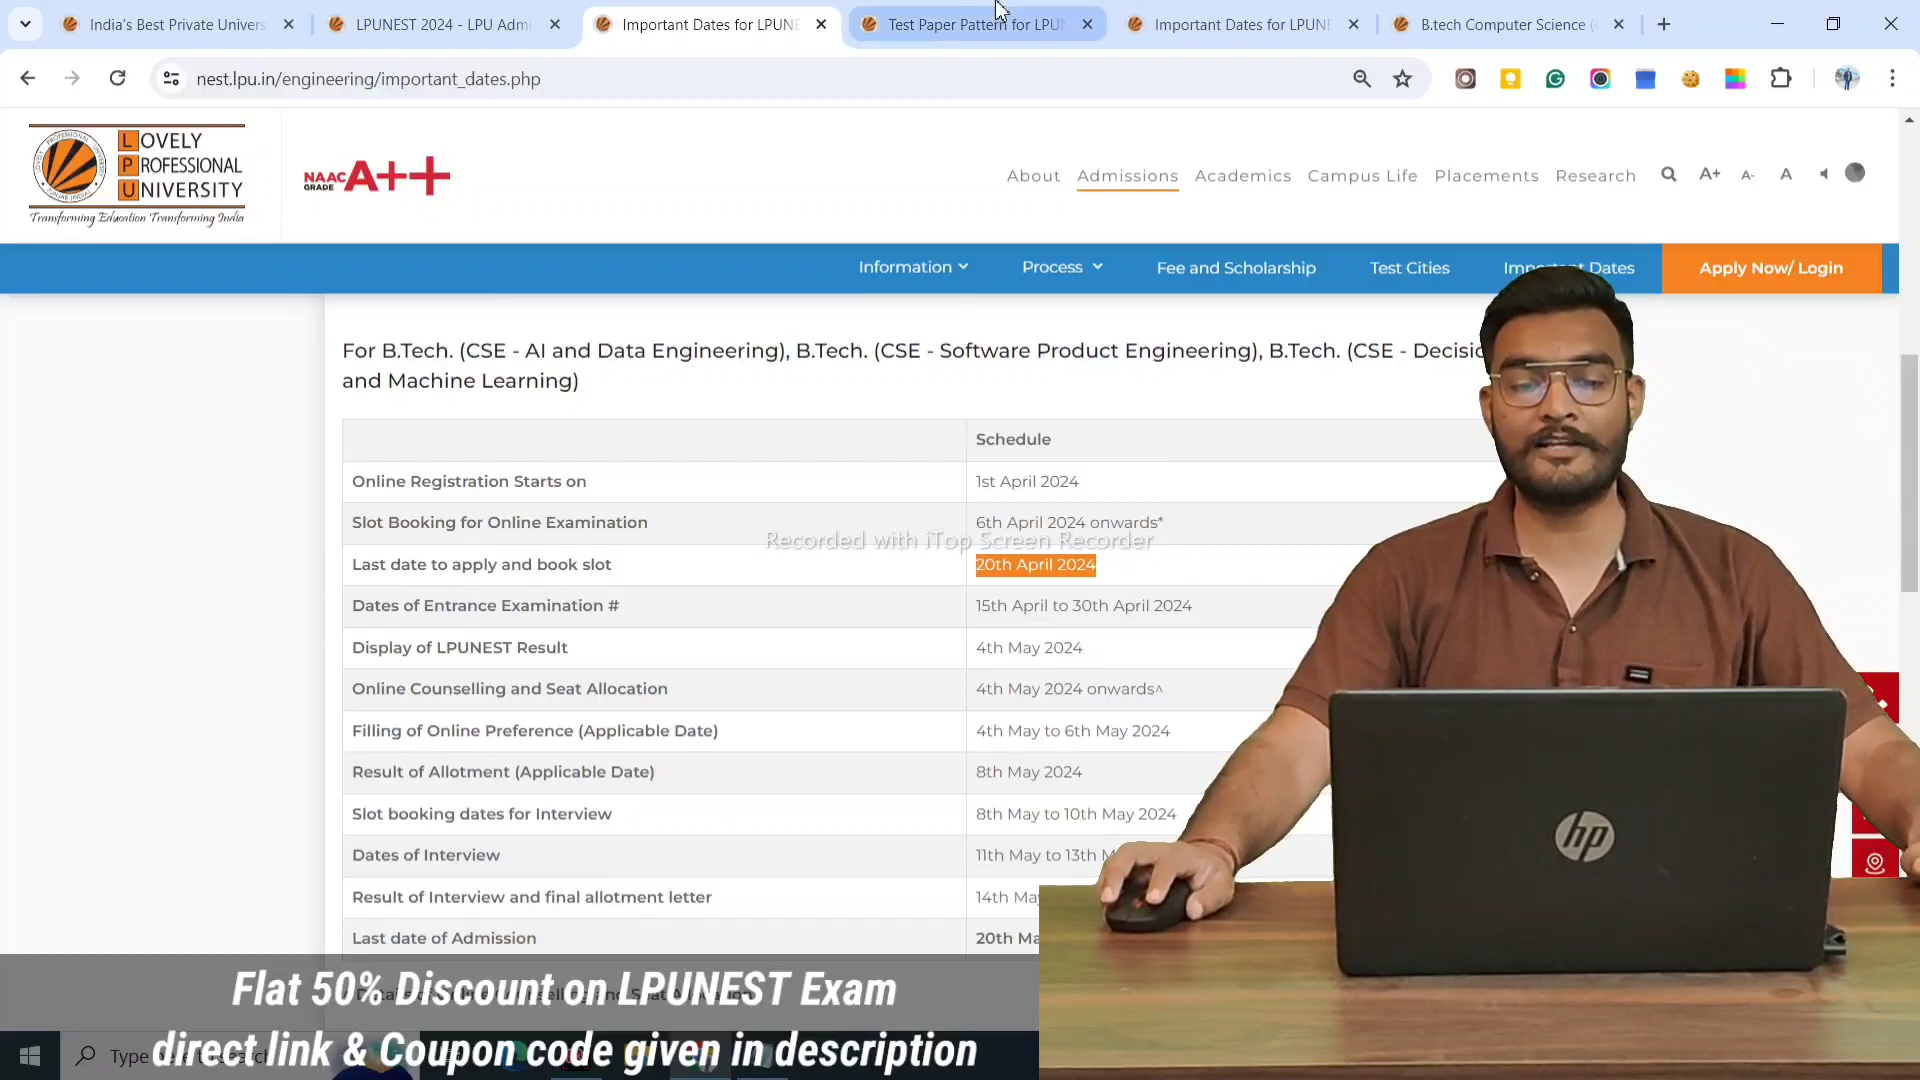 India's Best Private Univers
LPUNEST 2024 - LPU Admi
Important Dates for LPUNE
Test Paper Pattern for LPUN
Important Dates for LPUNE
B.tech Computer Science (
nest.lpu.in/engineering/important_dates.php
LOVELY
PROFESSIONAL
UNIVERSITY
Transforming Education Transforming India
NAAC
GRADE A++
About Admissions Academics Campus Life Placements Research A+ A- A
Information Process Fee and Scholarship Test Cities Important Dates Apply Now/ Login
For B.Tech. (CSE - AI and Data Engineering), B.Tech. (CSE - Software Product Engineering), B.Tech. (CSE - Decisio
and Machine Learning)
Schedule
Online Registration Starts on 1st April 2024
Slot Booking for Online Examination 6th April 2024 onwards*
Recorded with iTop Screen Recorder
Last date to apply and book slot 20th April 2024
Dates of Entrance Examination # 15th April to 30th April 2024
Display of LPUNEST Result 4th May 2024
Online Counselling and Seat Allocation 4th May 2024 onwards^
Filling of Online Preference (Applicable Date) 4th May to 6th May 2024
Result of Allotment (Applicable Date) 8th May 2024
Slot booking dates for Interview 8th May to 10th May 2024
Dates of Interview 11th May to 13th M
Result of Interview and final allotment letter 14th May
Last date of Admission 20th Ma
hp
Flat 50% Discount on LPUNEST Exam
direct link & Coupon code given in description